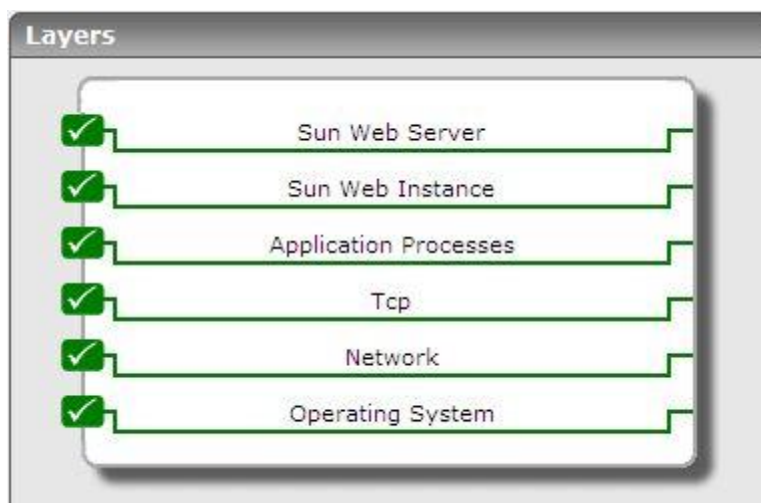 Layers
Sun Web Server
Sun Web Instance
Application Processes
Tcp
Network
Operating System